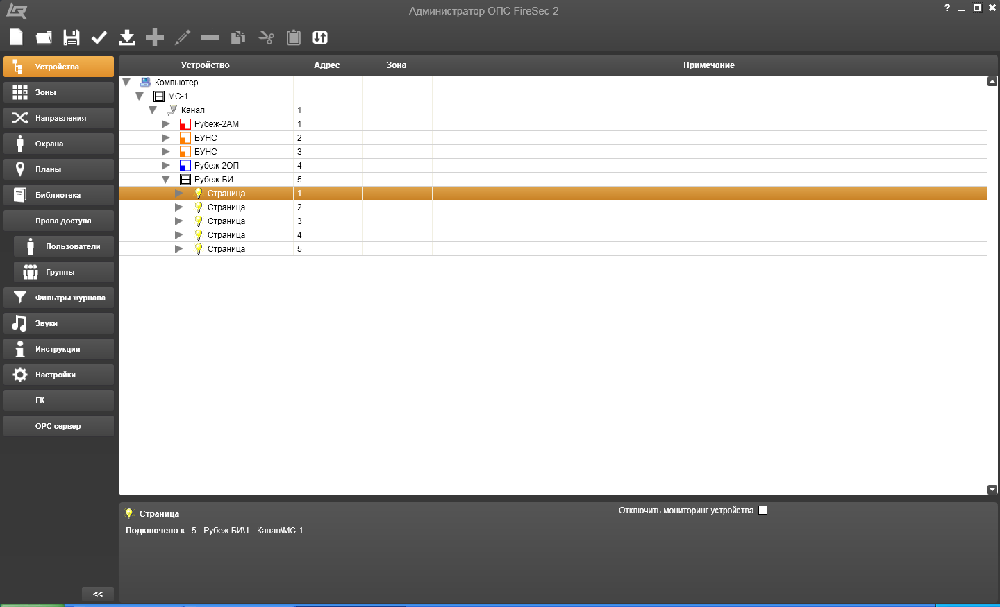 Администратор ОПС FireSec-2
?
Устройства
Зоны
Направления
Охрана
Планы
Библиотека
Права доступа
Пользователи
Группы
Фильтры журнала
Звуки
Инструкции
Настройки
ГК
OPC сервер
<<
Устройство Адрес Зона Примечание
Компьютер
МС-1
Канал 1
Рубеж-2АМ 1
БУНС 2
БУНС 3
Рубеж-2ОП 4
Рубеж-БИ 5
Страница 1
Страница 2
Страница 3
Страница 4
Страница 5
Страница
Отключить мониторинг устройства
Подключено к 5 - Рубеж-БИ\1 - Канал\МС-1